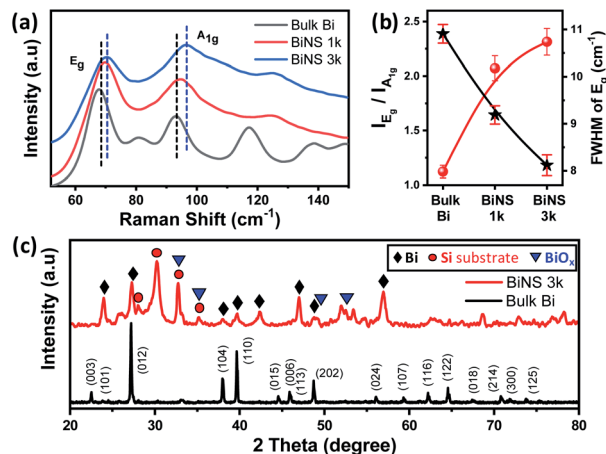 (a)
Bulk Bi
BiNS 1k
BiNS 3k
E_g
A_1g
Intensity (a.u)
60 80 100 120 140
Raman Shift (cm⁻¹)
(b)
I_Eg / I_A1g
2.5
2.0
1.5
1.0
11
10
9
8
FWHM of E_g (cm⁻¹)
Bulk Bi
BiNS 1k
BiNS 3k
(c)
Bi Si substrate BiOₓ
BiNS 3k
Bulk Bi
Intensity (a.u)
(003) (101) (012) (104) (110) (015) (006) (113) (202) (024) (107) (116) (122) (018) (214) (300) (125)
20 30 40 50 60 70 80
2 Theta (degree)